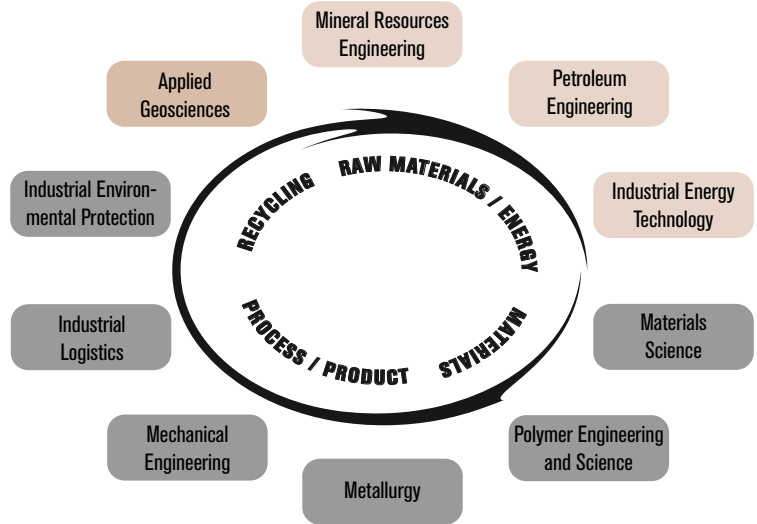 Mineral Resources
Engineering
Applied
Geosciences
Petroleum
Engineering
RECYCLING
RAW MATERIALS / ENERGY
Industrial Environ-
mental Protection
Industrial Energy
Technology
Industrial
Logistics
PROCESS / PRODUCT
MATERIALS
Materials
Science
Mechanical
Engineering
Metallurgy
Polymer Engineering
and Science